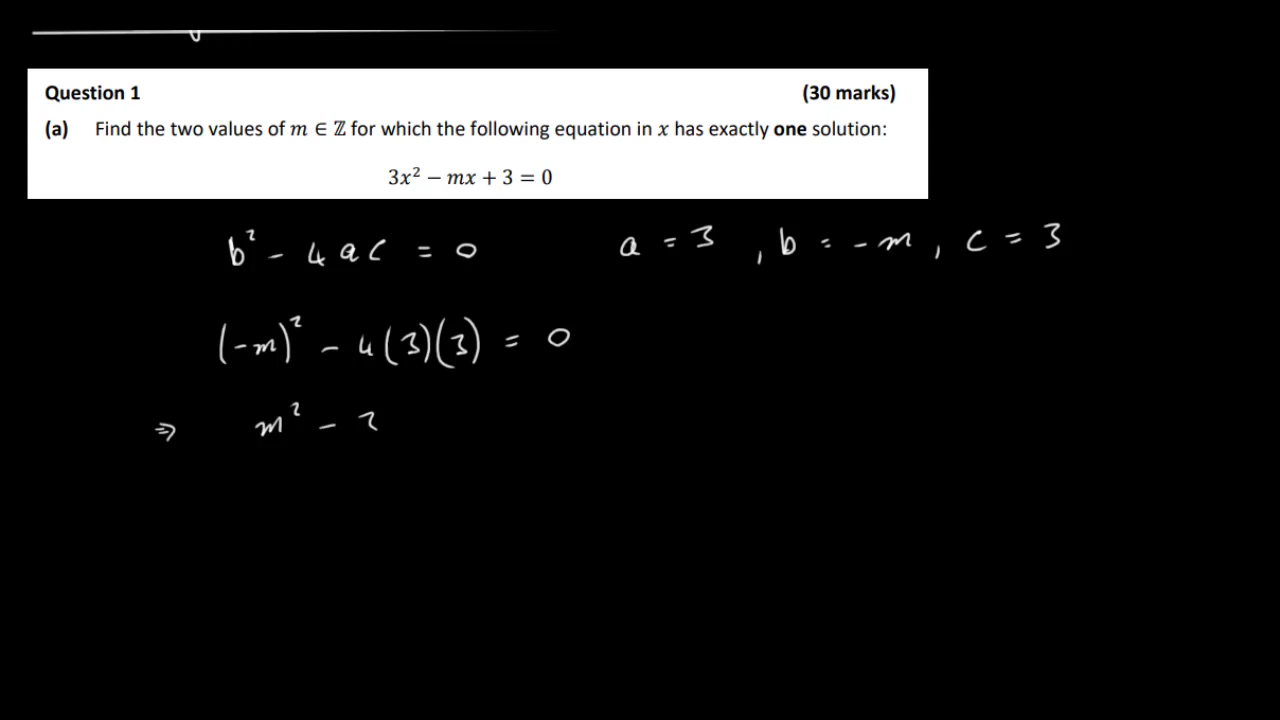 Question 1 (30 marks)
(a) Find the two values of m ∈ ℤ for which the following equation in x has exactly one solution:
3x² − mx + 3 = 0
b² - 4ac = 0 a = 3 , b = -m , c = 3
(-m)² - 4(3)(3) = 0
⇒ m² -